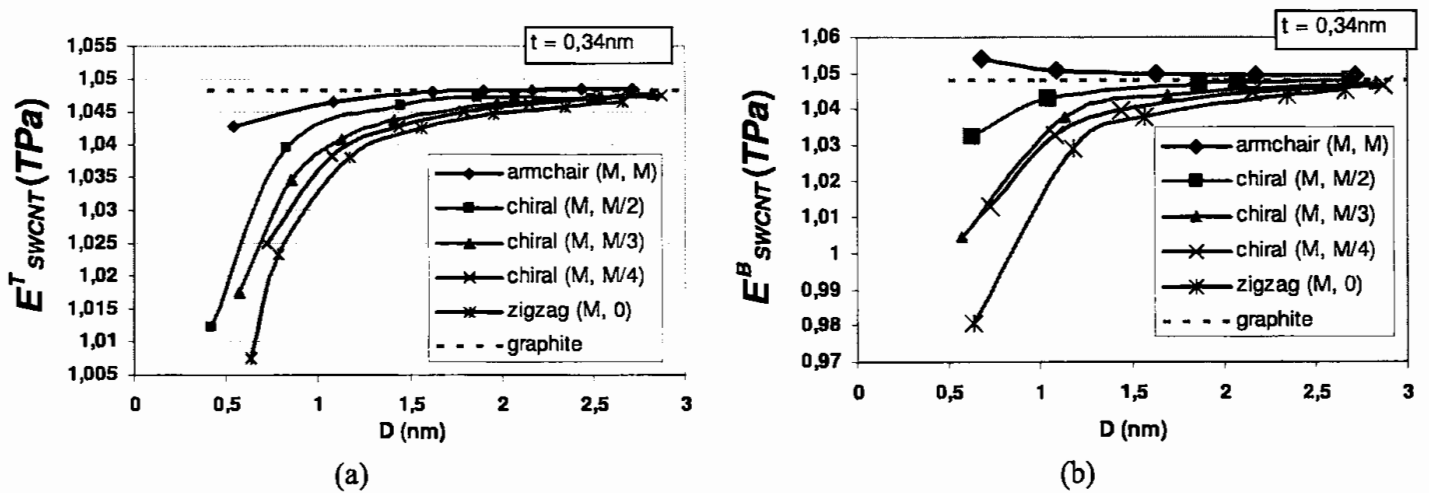 t = 0,34nm
1,055
1,05
1,045
1,04
1,035
1,03
1,025
1,02
1,015
1,01
1,005
E^T SWCNT (TPa)
armchair (M, M)
chiral (M, M/2)
chiral (M, M/3)
chiral (M, M/4)
zigzag (M, 0)
graphite
0 0,5 1 1,5 2 2,5 3
D (nm)
(a)
t = 0,34nm
1,06
1,05
1,04
1,03
1,02
1,01
1
0,99
0,98
0,97
E^B SWCNT (TPa)
armchair (M, M)
chiral (M, M/2)
chiral (M, M/3)
chiral (M, M/4)
zigzag (M, 0)
graphite
0 0,5 1 1,5 2 2,5 3
D (nm)
(b)